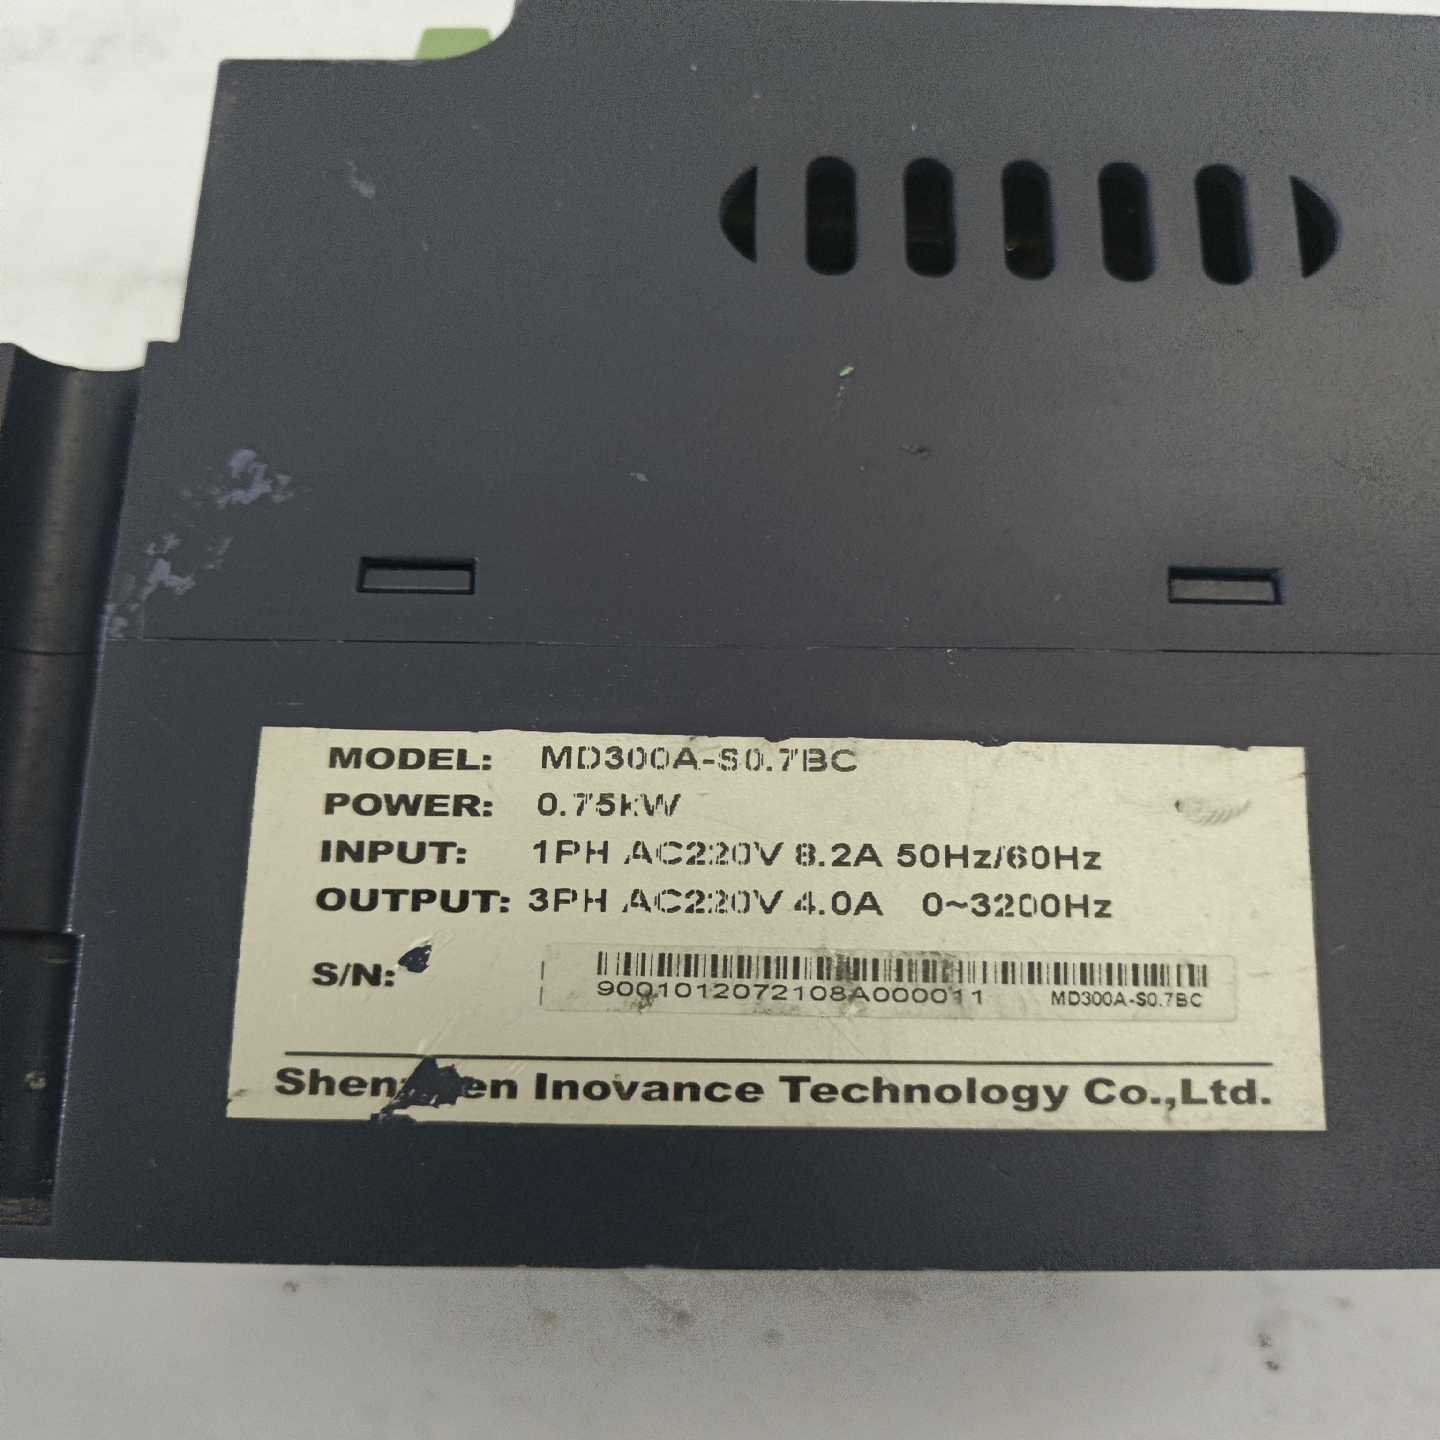 MODEL: MD300A-S0.7BC
POWER: 0.75kW
INPUT: 1PH AC220V 8.2A 50Hz/60Hz
OUTPUT: 3PH AC220V 4.0A 0~3200Hz
S/N: 9001012072108A000011 MD300A-S0.7BC
Shenzhen Inovance Technology Co.,Ltd.